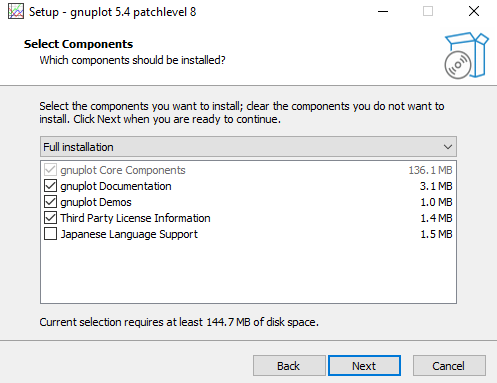 Setup - gnuplot 5.4 patchlevel 8
Select Components
Which components should be installed?
Select the components you want to install; clear the components you do not want to
install. Click Next when you are ready to continue.
Full installation
gnuplot Core Components 136.1 MB
gnuplot Documentation 3.1 MB
gnuplot Demos 1.0 MB
Third Party License Information 1.4 MB
Japanese Language Support 1.5 MB
Current selection requires at least 144.7 MB of disk space.
Back Next Cancel